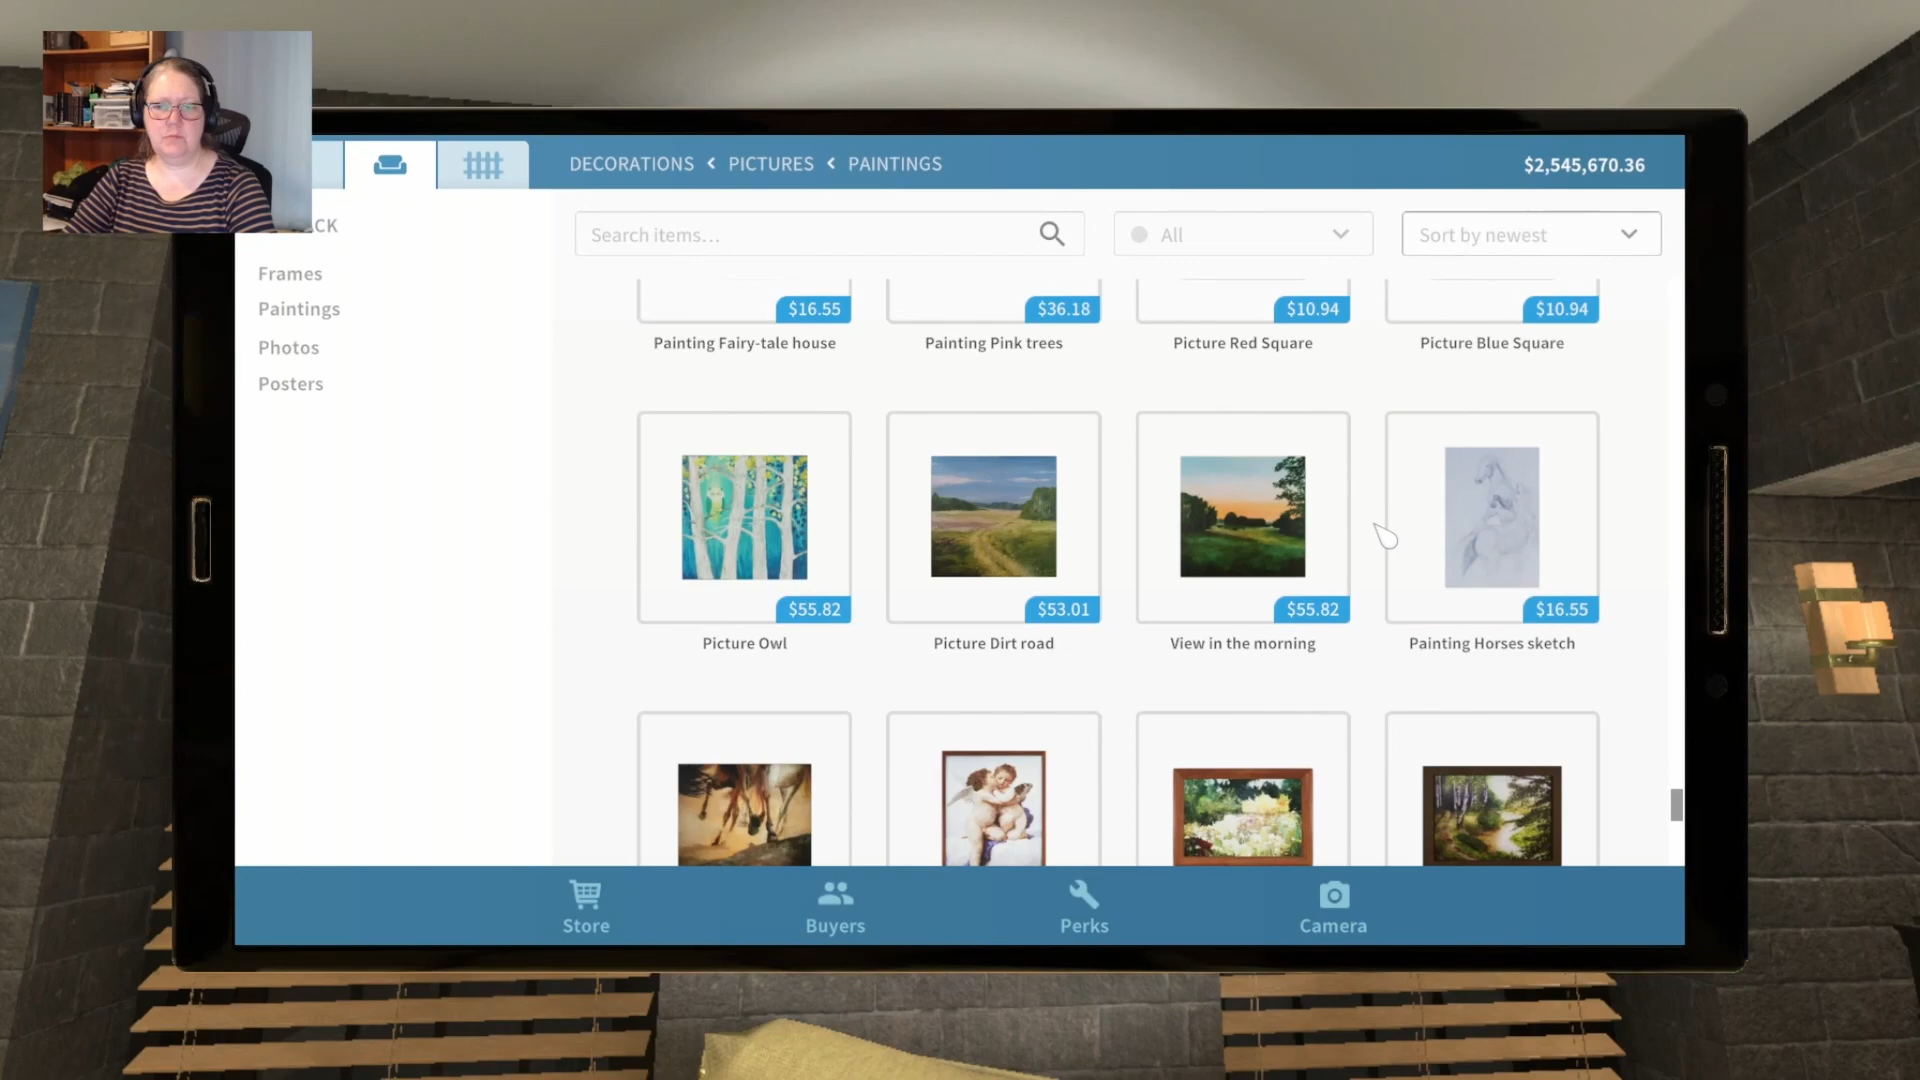 DECORATIONS < PICTURES < PAINTINGS
$2,545,670.36
CK
Search items...
All
Sort by newest
Frames
Paintings
Photos
Posters
$16.55
$36.18
$10.94
$10.94
Painting Fairy-tale house
Painting Pink trees
Picture Red Square
Picture Blue Square
$55.82
$53.01
$55.82
$16.55
Picture Owl
Picture Dirt road
View in the morning
Painting Horses sketch
Store
Buyers
Perks
Camera